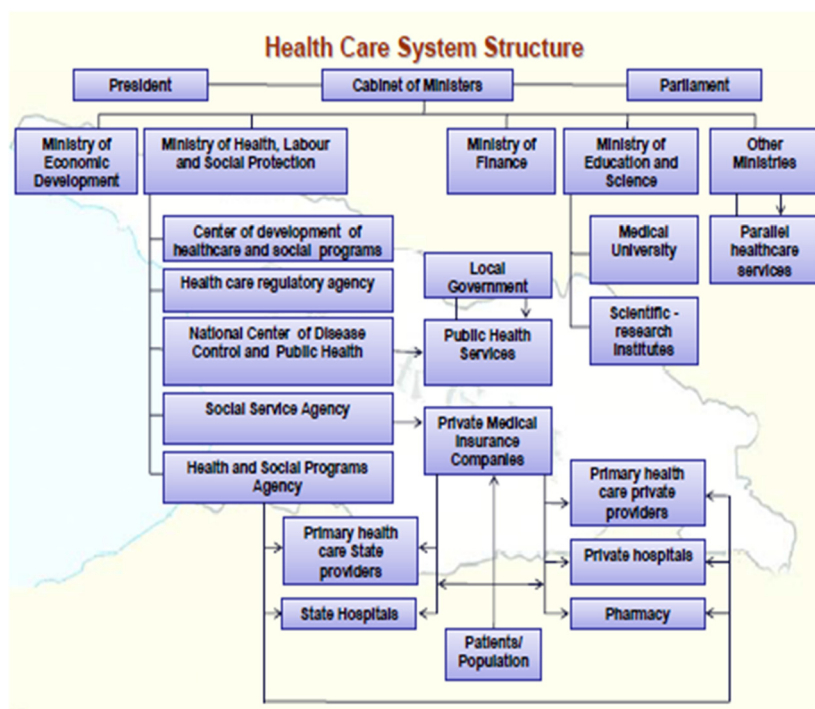 Health Care System Structure
President
Cabinet of Ministers
Parliament
Ministry of
Economic
Development
Ministry of Health, Labour
and Social Protection
Ministry of
Finance
Ministry of
Education and
Science
Other
Ministries
Center of development of
healthcare and social programs
Health care regulatory agency
National Center of Disease
Control and Public Health
Social Service Agency
Health and Social Programs
Agency
Local
Government
Public Health
Services
Private Medical
Insurance
Companies
Medical
University
Scientific -
research
Institutes
Parallel
healthcare
services
Primary health
care State
providers
State Hospitals
Primary health
care private
providers
Private hospitals
Pharmacy
Patients/
Population